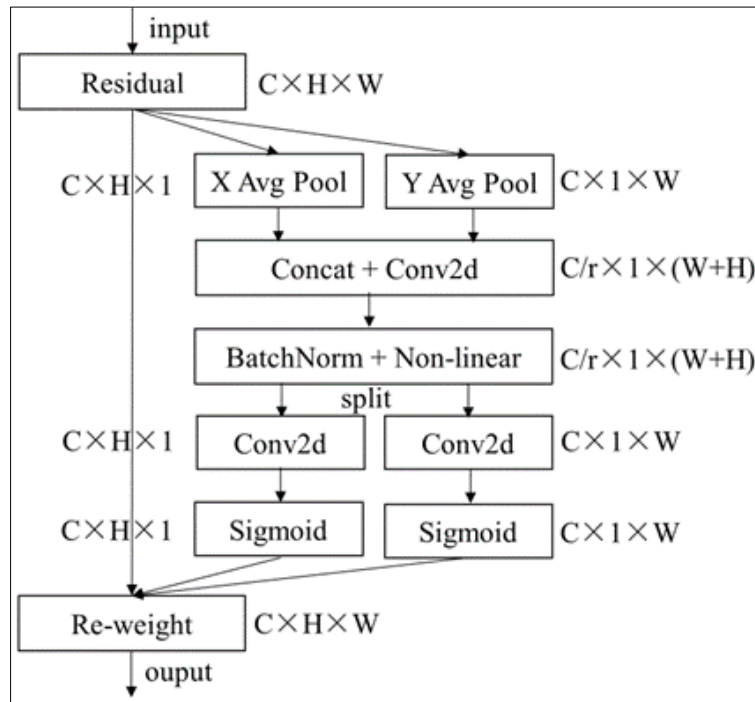 input
Residual
C×H×W
C×H×1
X Avg Pool
Y Avg Pool
C×1×W
Concat + Conv2d
C/r×1×(W+H)
BatchNorm + Non-linear
C/r×1×(W+H)
split
C×H×1
Conv2d
Conv2d
C×1×W
C×H×1
Sigmoid
Sigmoid
C×1×W
Re-weight
C×H×W
ouput